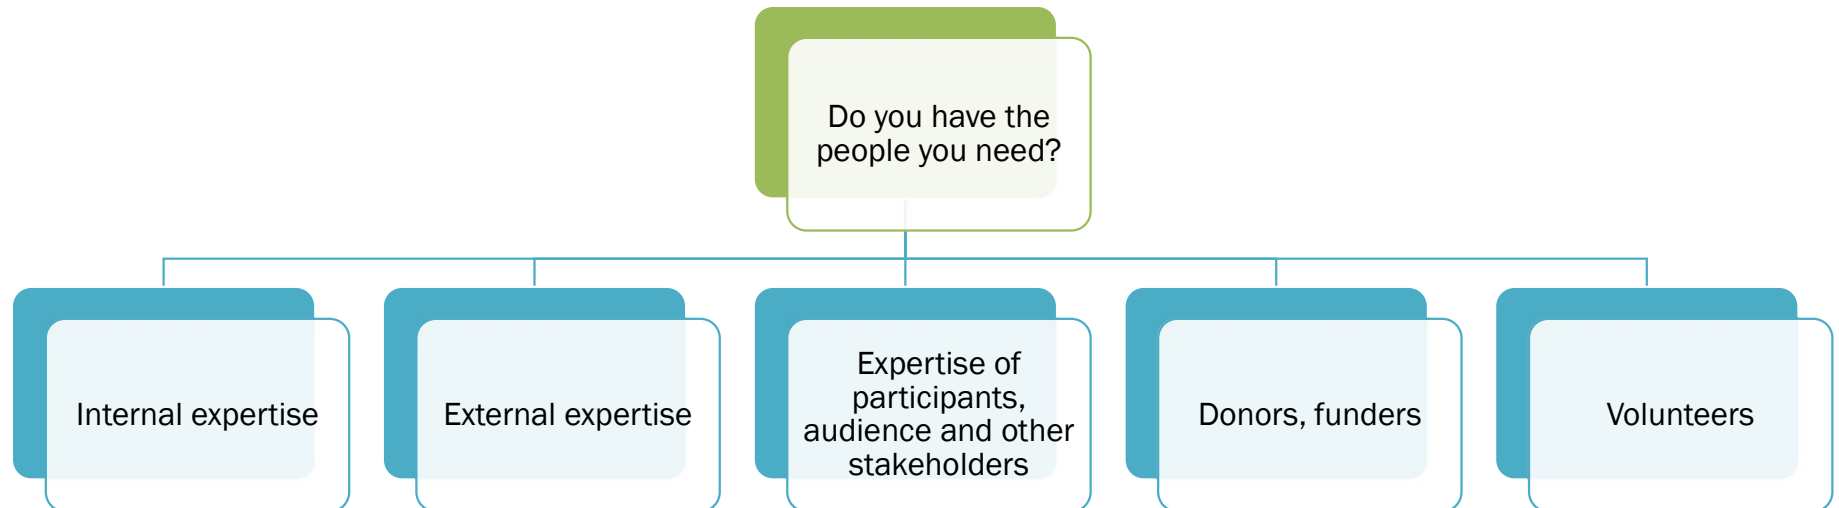 Do you have the
people you need?
Internal expertise
External expertise
Expertise of
participants,
audience and other
stakeholders
Donors, funders
Volunteers